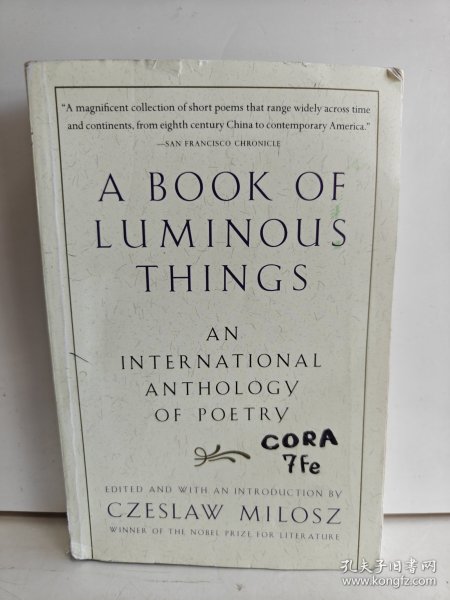 "A magnificent collection of short poems that range widely across time
and continents, from eighth century China to contemporary America."
—SAN FRANCISCO CHRONICLE
A BOOK OF
LUMINOUS
THINGS
AN
INTERNATIONAL
ANTHOLOGY
OF POETRY
CORA
7Fe
EDITED AND WITH AN INTRODUCTION BY
CZESLAW MILOSZ
WINNER OF THE NOBEL PRIZE FOR LITERATURE
孔夫子旧书网
www.kongfz.com